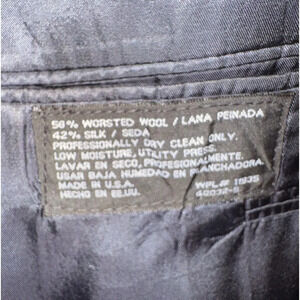 58% WORSTED WOOL / LANA PEINADA
42% SILK / SEDA
PROFESSIONALLY DRY CLEAN ONLY.
LOW MOISTURE, UTILITY PRESS.
LAVAR EN SECO, PROFESIONALMENTE.
USAR BAJA HUMEDAD EN PLANCHADORA.
MADE IN U.S.A. WPL#
HECHO EN EE.UU.